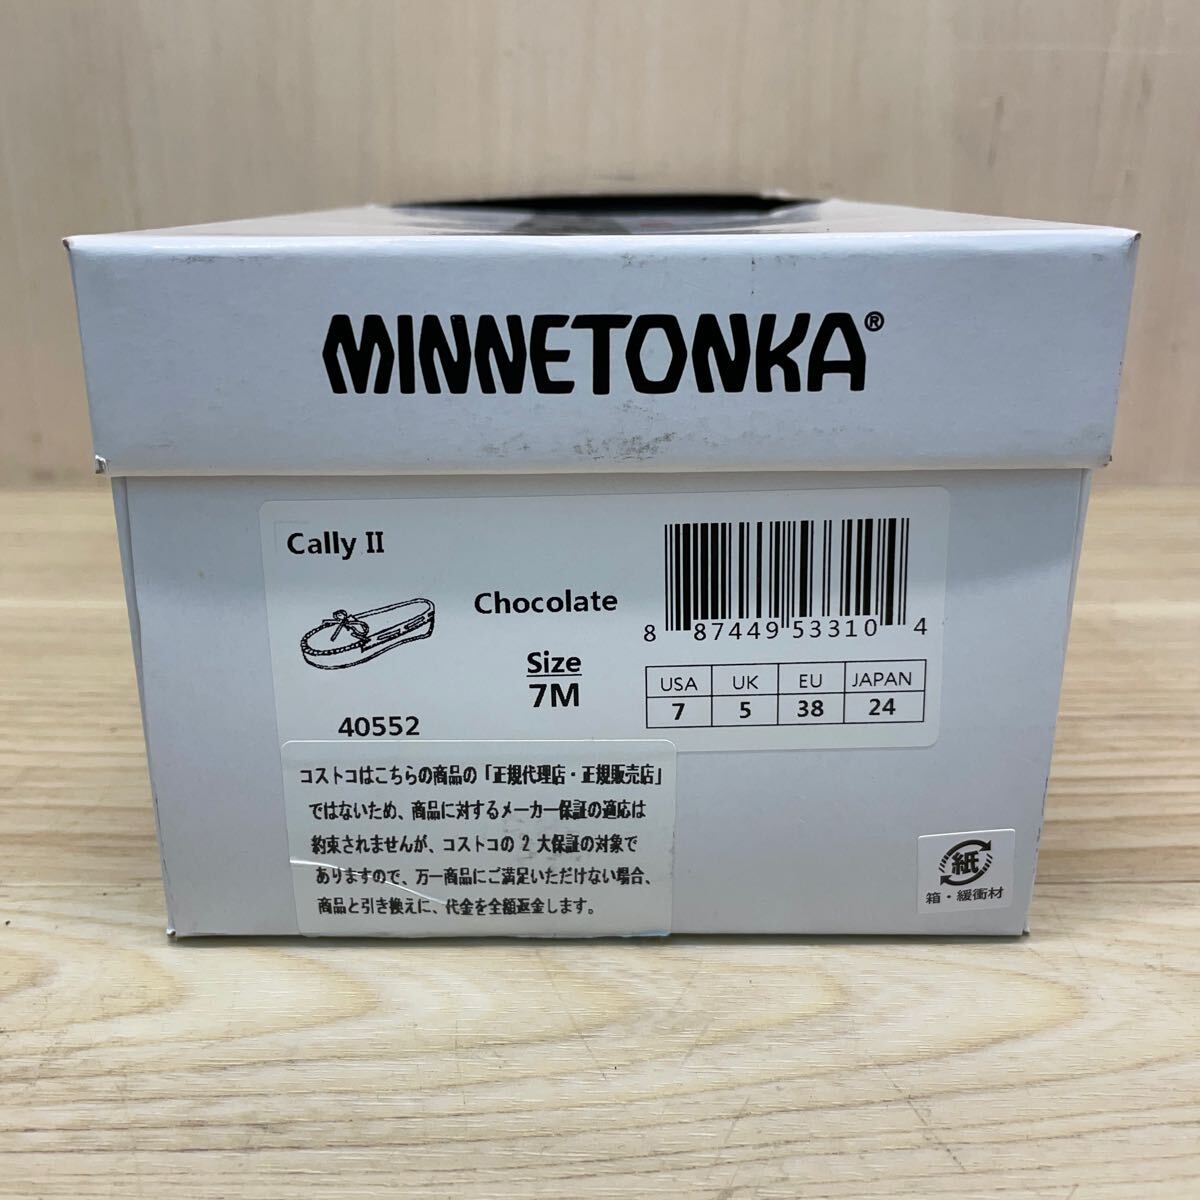 MINNETONKA®
Cally II
Chocolate
Size
7M
40552
8 87449 53310 4
USA UK EU JAPAN
7 5 38 24
コストコはこちらの商品の「正規代理店・正規販売店」
ではないため、商品に対するメーカー保証の適応は
約束されませんが、コストコの 2 大保証の対象で
ありますので、万一商品にご満足いただけない場合、
商品と引き換えに、代金を全額返金します。
紙
箱・緩衝材